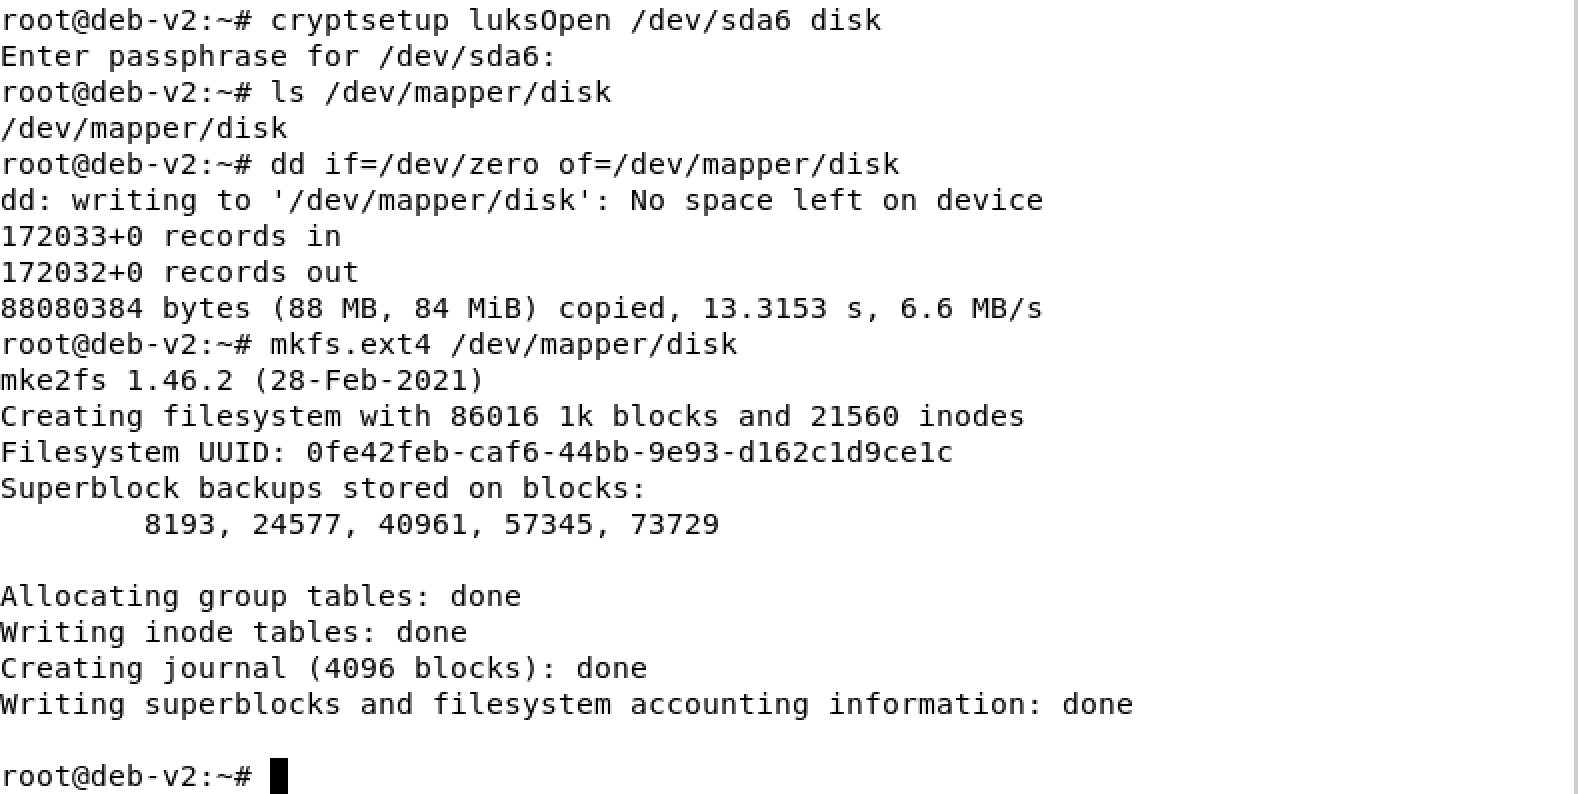 root@deb-v2:~# cryptsetup luksOpen /dev/sda6 disk
Enter passphrase for /dev/sda6:
root@deb-v2:~# ls /dev/mapper/disk
/dev/mapper/disk
root@deb-v2:~# dd if=/dev/zero of=/dev/mapper/disk
dd: writing to '/dev/mapper/disk': No space left on device
172033+0 records in
172032+0 records out
88080384 bytes (88 MB, 84 MiB) copied, 13.3153 s, 6.6 MB/s
root@deb-v2:~# mkfs.ext4 /dev/mapper/disk
mke2fs 1.46.2 (28-Feb-2021)
Creating filesystem with 86016 1k blocks and 21560 inodes
Filesystem UUID: 0fe42feb-caf6-44bb-9e93-d162c1d9ce1c
Superblock backups stored on blocks:
        8193, 24577, 40961, 57345, 73729

Allocating group tables: done
Writing inode tables: done
Creating journal (4096 blocks): done
Writing superblocks and filesystem accounting information: done

root@deb-v2:~#